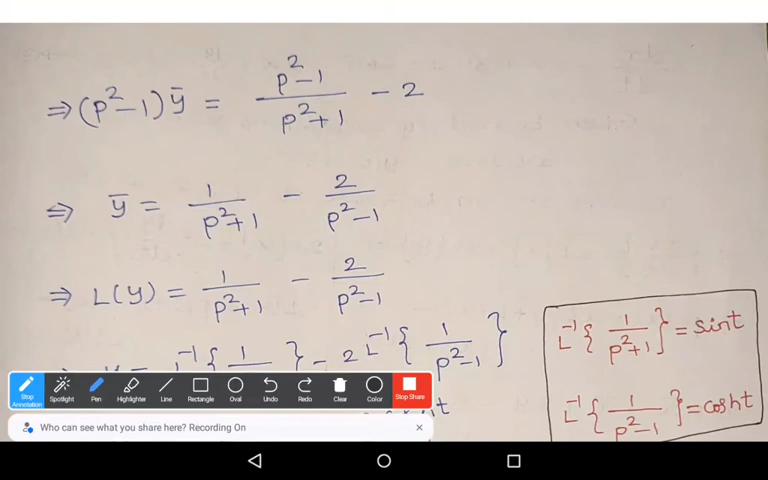 ⇒ (p²-1) ȳ = (p²-1)/(p²+1) - 2
⇒ ȳ = 1/(p²+1) - 2/(p²-1)
⇒ L(y) = 1/(p²+1) - 2/(p²-1)
L⁻¹{ 1/ } - 2 L⁻¹{ 1/(p²-1) }
L⁻¹{ 1/(p²+1) } = sint
L⁻¹{ 1/(p²-1) } = cosht
Stop Annotation
Spotlight
Pen
Highlighter
Line
Rectangle
Oval
Undo
Redo
Clear
Color
Stop Share
Who can see what you share here? Recording On